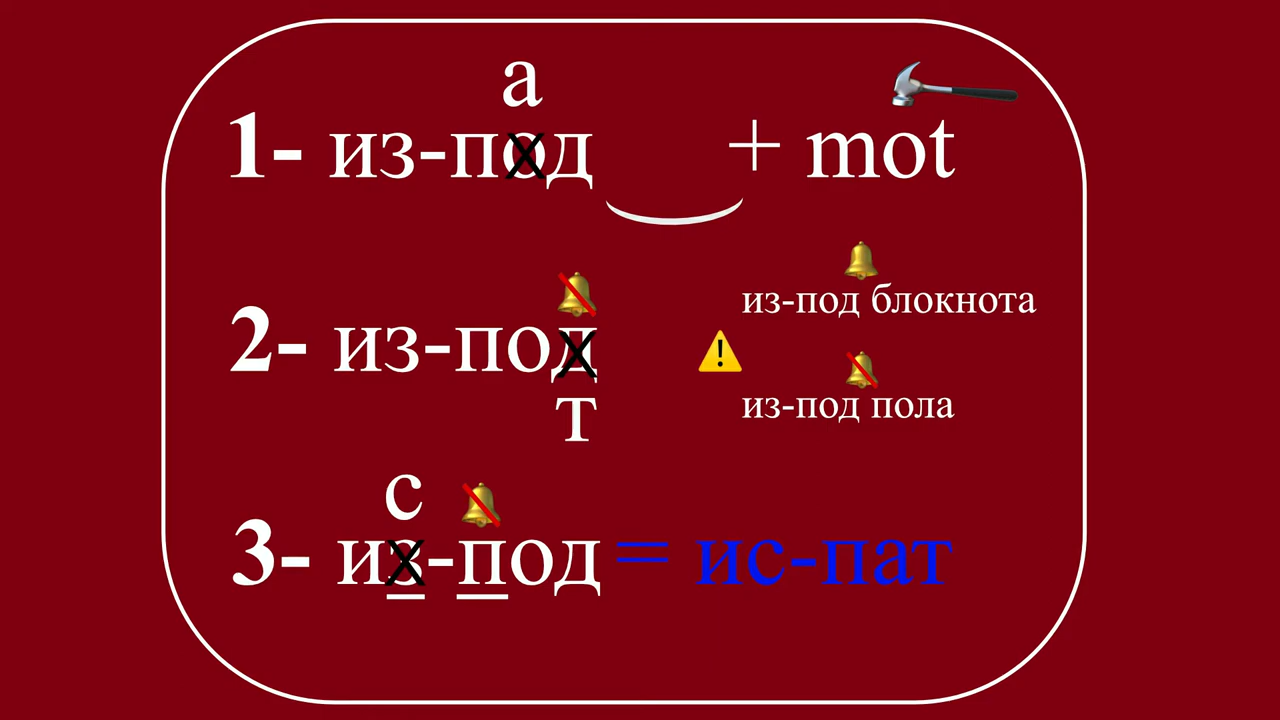 а
1- из-под + mot
из-под блокнота
2- из-под
из-под пола
т
с
3- из-под = ис-пат